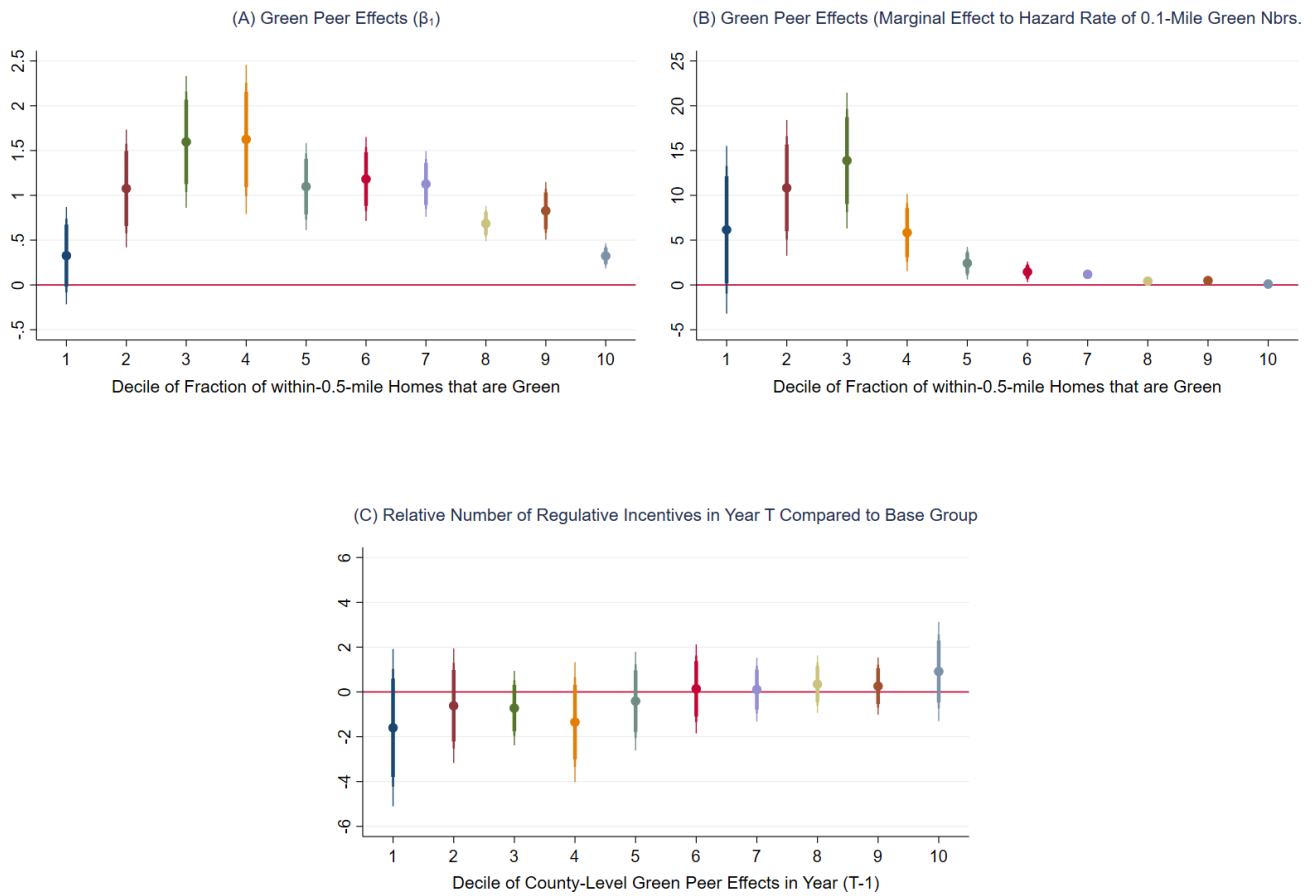 (A) Green Peer Effects (β₁)
2.5
2
1.5
1
.5
0
-.5
1 2 3 4 5 6 7 8 9 10
Decile of Fraction of within-0.5-mile Homes that are Green
(B) Green Peer Effects (Marginal Effect to Hazard Rate of 0.1-Mile Green Nbrs.
25
20
15
10
5
0
-5
1 2 3 4 5 6 7 8 9 10
Decile of Fraction of within-0.5-mile Homes that are Green
(C) Relative Number of Regulative Incentives in Year T Compared to Base Group
6
4
2
0
-2
-4
-6
1 2 3 4 5 6 7 8 9 10
Decile of County-Level Green Peer Effects in Year (T-1)